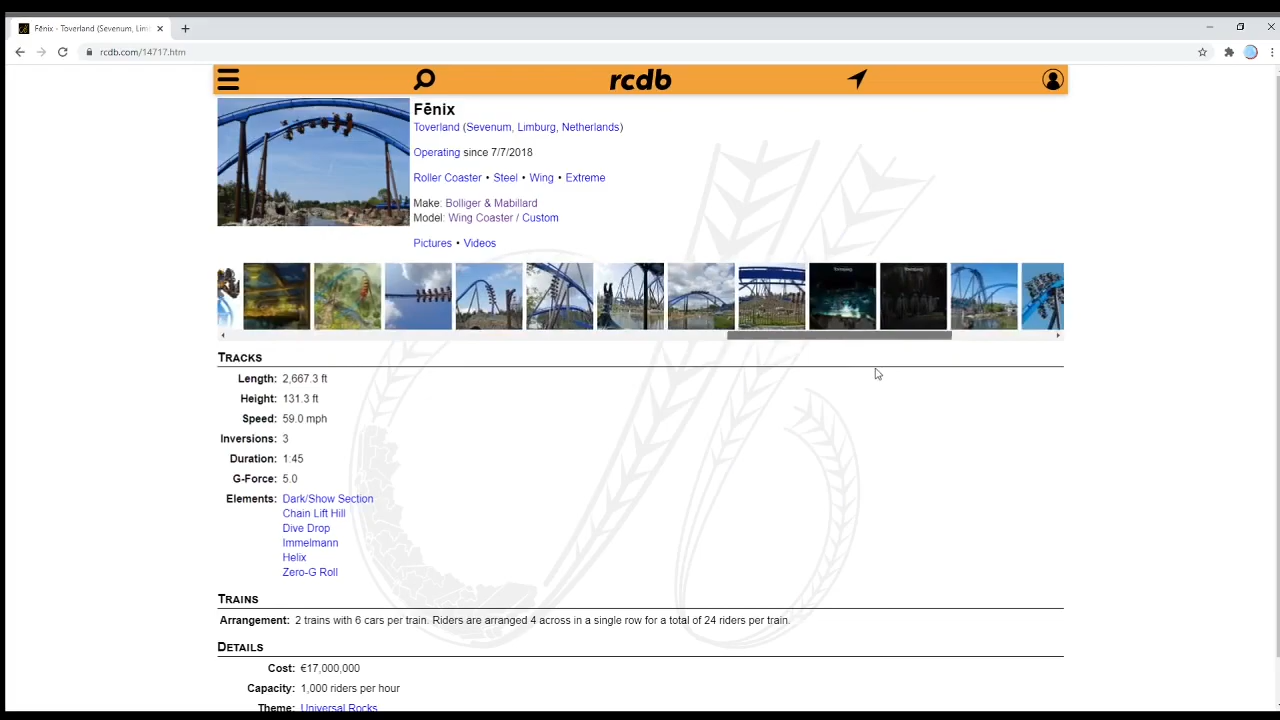 Fēnix - Toverland (Sevenum, Lim
rcdb.com/14717.htm
rcdb
Fēnix
Toverland (Sevenum, Limburg, Netherlands)
Operating since 7/7/2018
Roller Coaster • Steel • Wing • Extreme
Make: Bolliger & Mabillard
Model: Wing Coaster / Custom
Pictures • Videos
Tracks
Length: 2,667.3 ft
Height: 131.3 ft
Speed: 59.0 mph
Inversions: 3
Duration: 1:45
G-Force: 5.0
Elements: Dark/Show Section
Chain Lift Hill
Dive Drop
Immelmann
Helix
Zero-G Roll
Trains
Arrangement: 2 trains with 6 cars per train. Riders are arranged 4 across in a single row for a total of 24 riders per train.
Details
Cost: €17,000,000
Capacity: 1,000 riders per hour
Theme: Universal Rocks